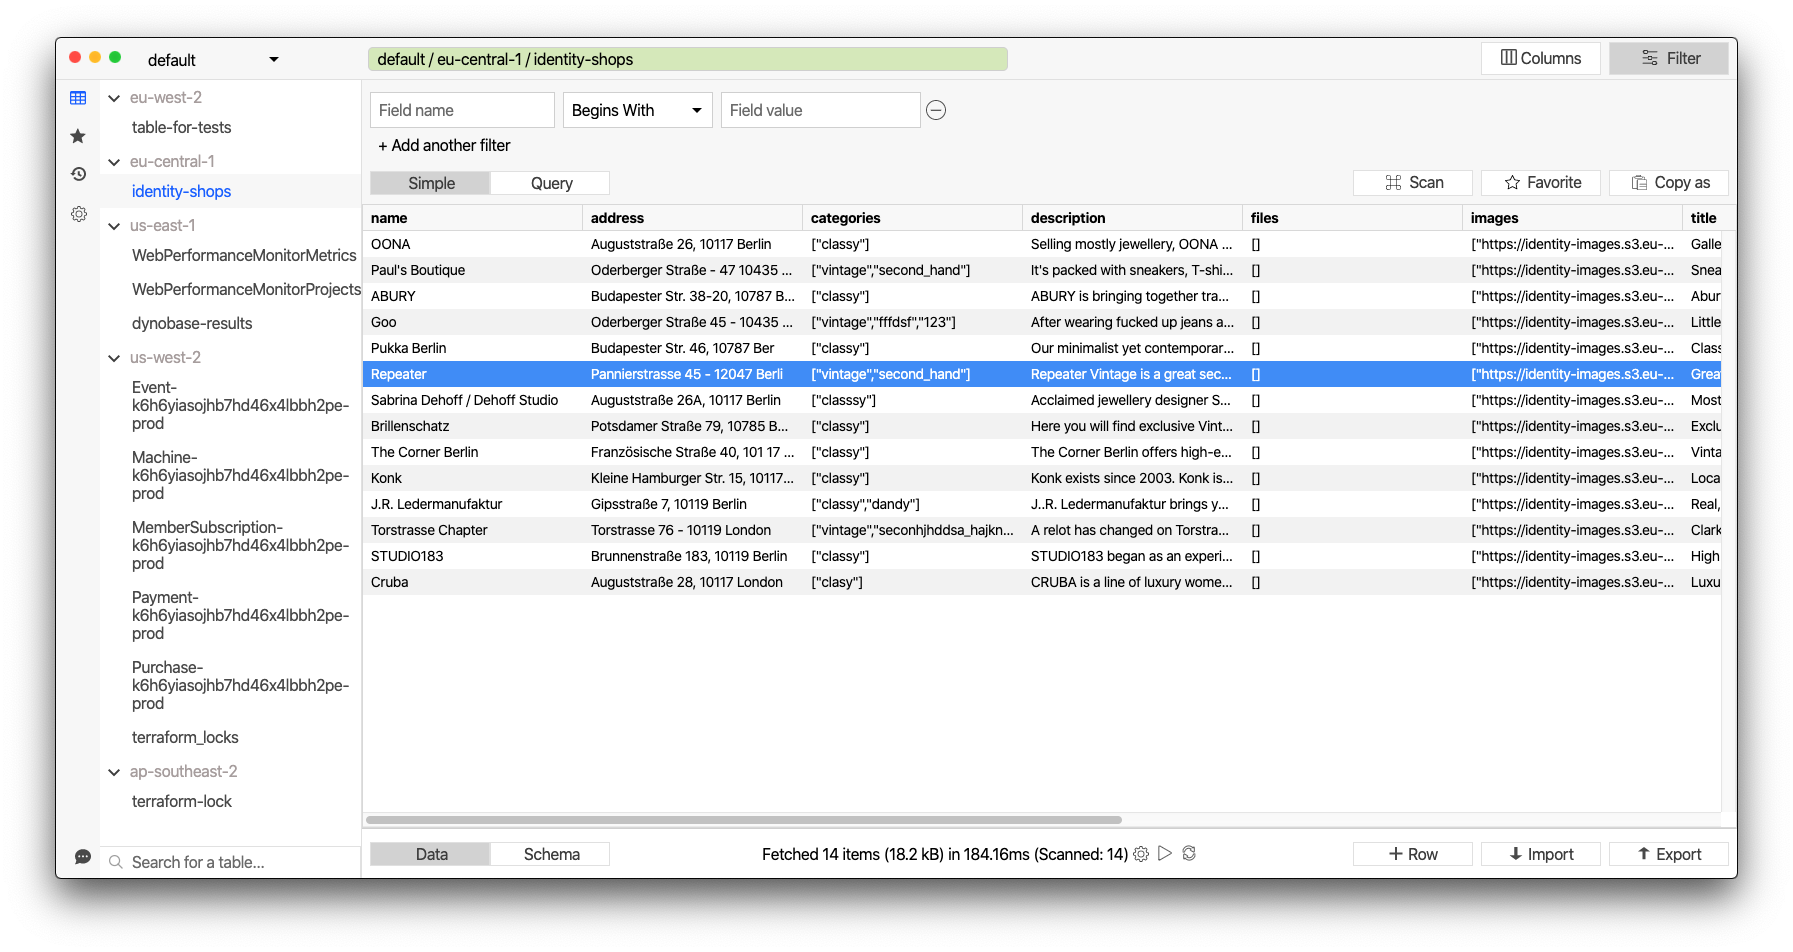 default
default / eu-central-1 / identity-shops
Columns
Filter
eu-west-2
table-for-tests
eu-central-1
identity-shops
us-east-1
WebPerformanceMonitorMetrics
WebPerformanceMonitorProjects
dynobase-results
us-west-2
Event-
k6h6yiasojhb7hd46x4lbbh2pe-
prod
Machine-
k6h6yiasojhb7hd46x4lbbh2pe-
prod
MemberSubscription-
k6h6yiasojhb7hd46x4lbbh2pe-
prod
Payment-
k6h6yiasojhb7hd46x4lbbh2pe-
prod
Purchase-
k6h6yiasojhb7hd46x4lbbh2pe-
prod
terraform_locks
ap-southeast-2
terraform-lock
Search for a table...
Field name
Begins With
Field value
+ Add another filter
Simple
Query
Scan
Favorite
Copy as
name address categories description files images title
OONA Auguststraße 26, 10117 Berlin ["classy"] Selling mostly jewellery, OONA ... [] ["https://identity-images.s3.eu-... Galle
Paul's Boutique Oderberger Straße - 47 10435 ... ["vintage","second_hand"] It's packed with sneakers, T-shi... [] ["https://identity-images.s3.eu-... Snea
ABURY Budapester Str. 38-20, 10787 B... ["classy"] ABURY is bringing together tra... [] ["https://identity-images.s3.eu-... Abur
Goo Oderberger Straße 45 - 10435 ... ["vintage","fffdsf","123"] After wearing fucked up jeans a... [] ["https://identity-images.s3.eu-... Little
Pukka Berlin Budapester Str. 46, 10787 Ber ["classy"] Our minimalist yet contemporar... [] ["https://identity-images.s3.eu-... Class
Repeater Pannierstrasse 45 - 12047 Berli ["vintage","second_hand"] Repeater Vintage is a great sec... [] ["https://identity-images.s3.eu-... Grea
Sabrina Dehoff / Dehoff Studio Auguststraße 26A, 10117 Berlin ["classsy"] Acclaimed jewellery designer S... [] ["https://identity-images.s3.eu-... Most
Brillenschatz Potsdamer Straße 79, 10785 B... ["classy"] Here you will find exclusive Vint... [] ["https://identity-images.s3.eu-... Exclu
The Corner Berlin Französische Straße 40, 101 17 ... ["classy"] The Corner Berlin offers high-e... [] ["https://identity-images.s3.eu-... Vinta
Konk Kleine Hamburger Str. 15, 10117... ["classy"] Konk exists since 2003. Konk is... [] ["https://identity-images.s3.eu-... Loca
J.R. Ledermanufaktur Gipsstraße 7, 10119 Berlin ["classy","dandy"] J..R. Ledermanufaktur brings y... [] ["https://identity-images.s3.eu-... Real,
Torstrasse Chapter Torstrasse 76 - 10119 London ["vintage","seconhjhddsa_hajkn... A relot has changed on Torstra... [] ["https://identity-images.s3.eu-... Clark
STUDIO183 Brunnenstraße 183, 10119 Berlin ["classy"] STUDIO183 began as an experi... [] ["https://identity-images.s3.eu-... High
Cruba Auguststraße 28, 10117 London ["clasy"] CRUBA is a line of luxury wome... [] ["https://identity-images.s3.eu-... Luxu
Data
Schema
Fetched 14 items (18.2 kB) in 184.16ms (Scanned: 14)
Row
Import
Export